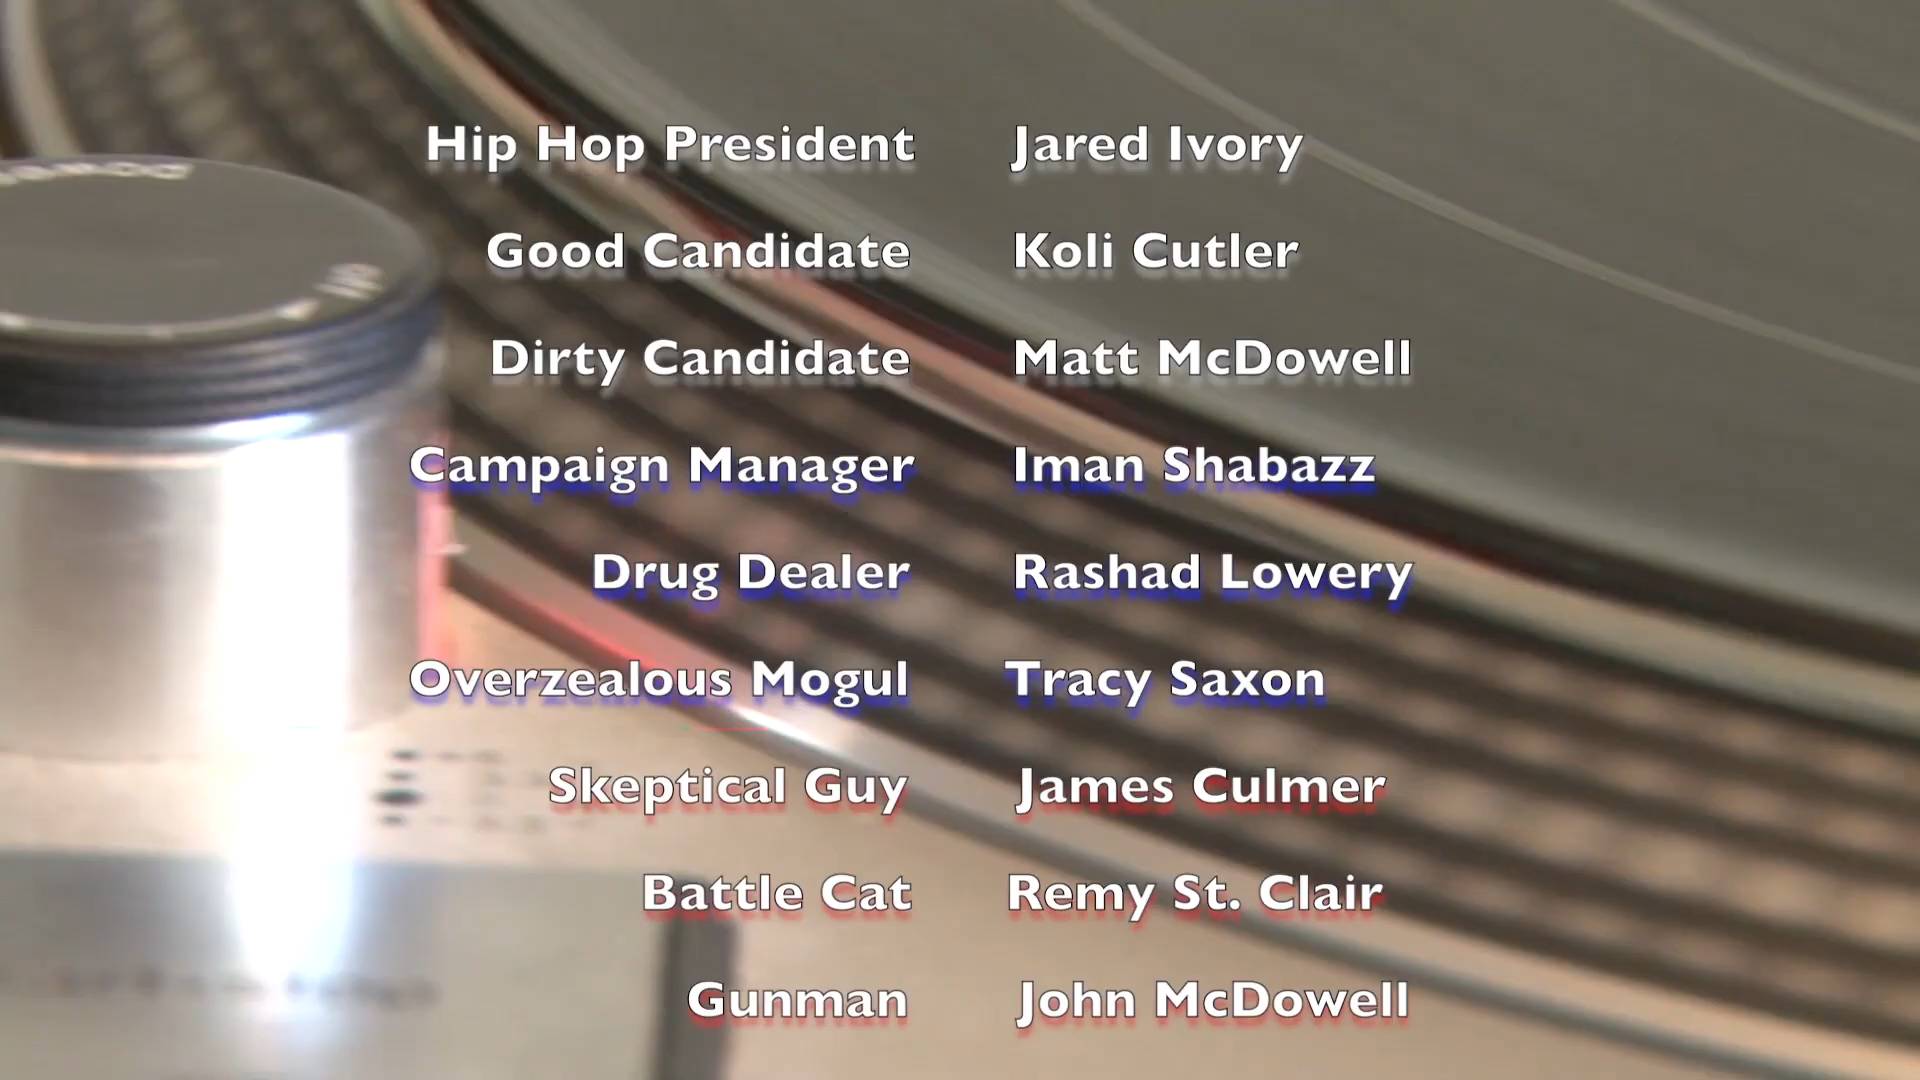 Hip Hop President Jared Ivory
Good Candidate Koli Cutler
Dirty Candidate Matt McDowell
Campaign Manager Iman Shabazz
Drug Dealer Rashad Lowery
Overzealous Mogul Tracy Saxon
Skeptical Guy James Culmer
Battle Cat Remy St. Clair
Gunman John McDowell